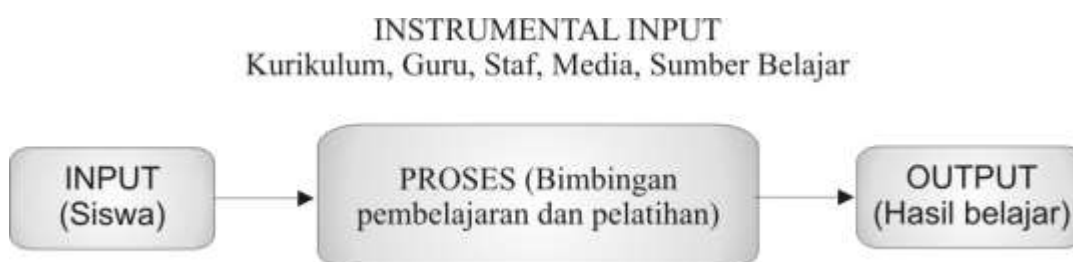 INSTRUMENTAL INPUT
Kurikulum, Guru, Staf, Media, Sumber Belajar
INPUT
(Siswa)
PROSES (Bimbingan
pembelajaran dan pelatihan)
OUTPUT
(Hasil belajar)